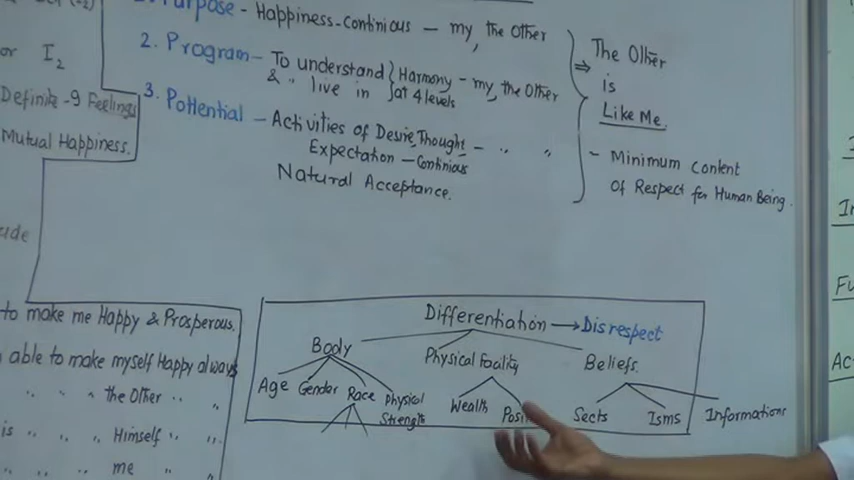 Purpose - Happiness-Continious - my, the Other
2. Program - To understand } Harmony - my, the Other
& " live in } at 4 levels
3. Pottential - Activities of Desire, Thought - " "
Expectation - Continious
Natural Acceptance.
⇒ The Other
is
Like Me.
- Minimum Content
of Respect for Human Being.
or I2
Definite - 9 Feelings
Mutual Happiness.
to make me Happy & Prosperous.
able to make myself Happy always
" " " the Other " "
is " " Himself " "
" " me " "
Differentiation → Disrespect
Body Physical Facility Beliefs.
Age Gender Race Physical Strength Wealth Sects Isms Informations